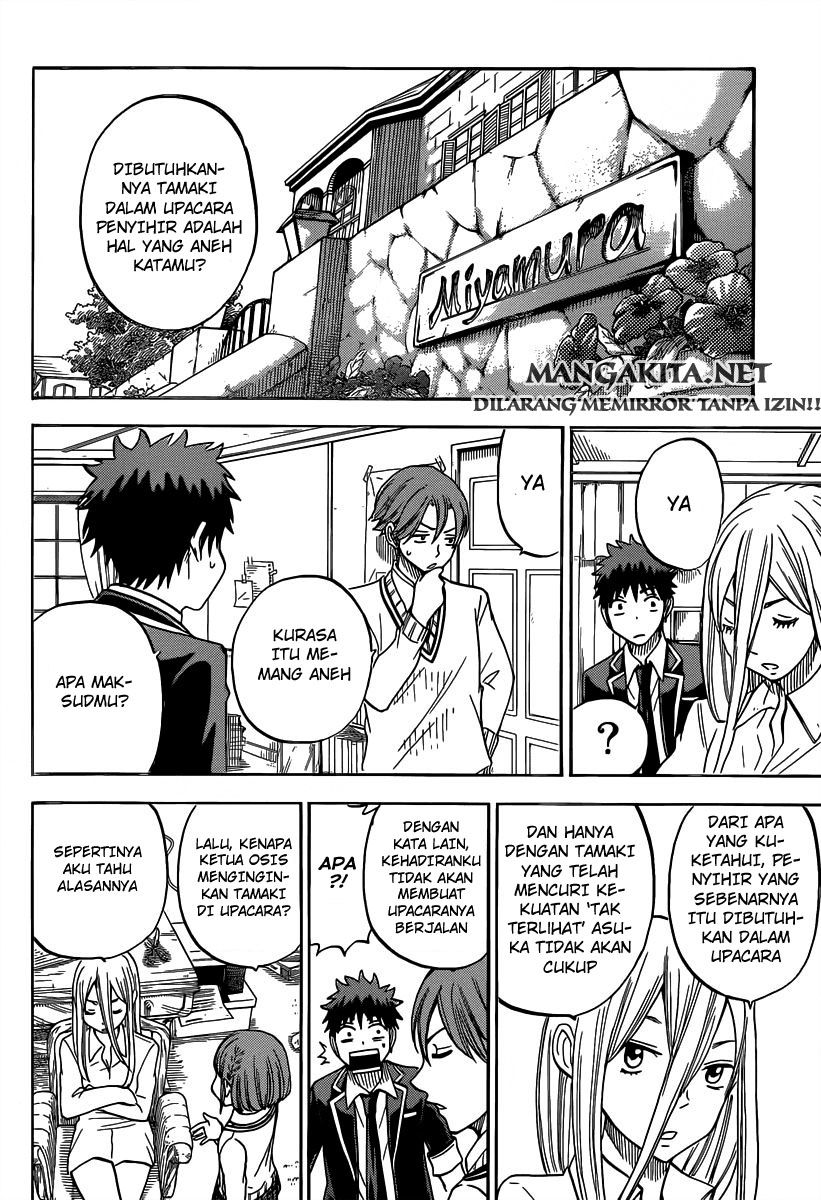 DIBUTUHKAN-
NYA TAMAKI
DALAM UPACARA
PENYIHIR ADALAH
HAL YANG ANEH
KATAMU?
Miyamura
MANGAKITA.NET
DILARANG MEMIRROR TANPA IZIN!!
YA
?
YA
KURASA
ITU ME-
MANG ANEH
APA MAK-
SUDMU?
DARI APA
YANG KU-
KETAHUI, PE-
NYIHIR YANG
SEBENARNYA
ITU DIBUTUH-
KAN DALAM
UPACARA
DAN HANYA
DENGAN TAMAKI
YANG TELAH
MENCURI KE-
KUATAN 'TAK
TERLIHAT' ASU-
KA TIDAK AKAN
CUKUP
DENGAN
KATA LAIN,
KEHADIRANKU
TIDAK AKAN
MEMBUAT
UPACARANYA
BERJALAN
APA
?!
LALU, KENAPA
KETUA OSIS
MENGINGIN-
KAN TAMAKI
DI UPACARA?
SEPERTINYA
AKU TAHU
ALASANNYA